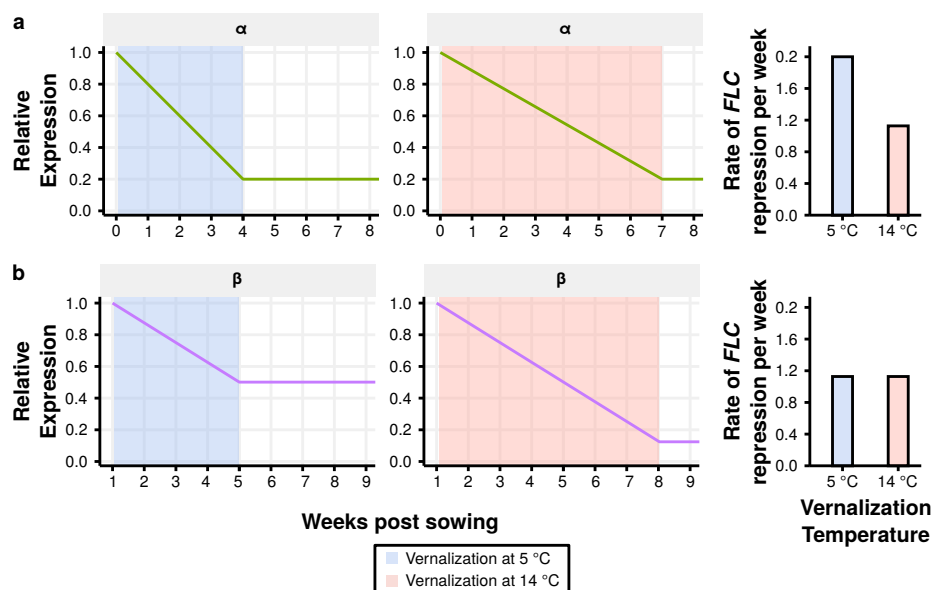 a
α
α
Relative
Expression
1.0
0.8
0.6
0.4
0.2
0.0
0 1 2 3 4 5 6 7 8
1.0
0.8
0.6
0.4
0.2
0.0
0 1 2 3 4 5 6 7 8
Rate of FLC
repression per week
0.2
1.6
1.2
0.8
0.4
0.0
5 °C 14 °C
b
β
β
Relative
Expression
1.0
0.8
0.6
0.4
0.2
0.0
1 2 3 4 5 6 7 8 9
1.0
0.8
0.6
0.4
0.2
0.0
1 2 3 4 5 6 7 8 9
Rate of FLC
repression per week
0.2
1.6
1.2
0.8
0.4
0.0
5 °C 14 °C
Weeks post sowing
Vernalization
Temperature
Vernalization at 5 °C
Vernalization at 14 °C